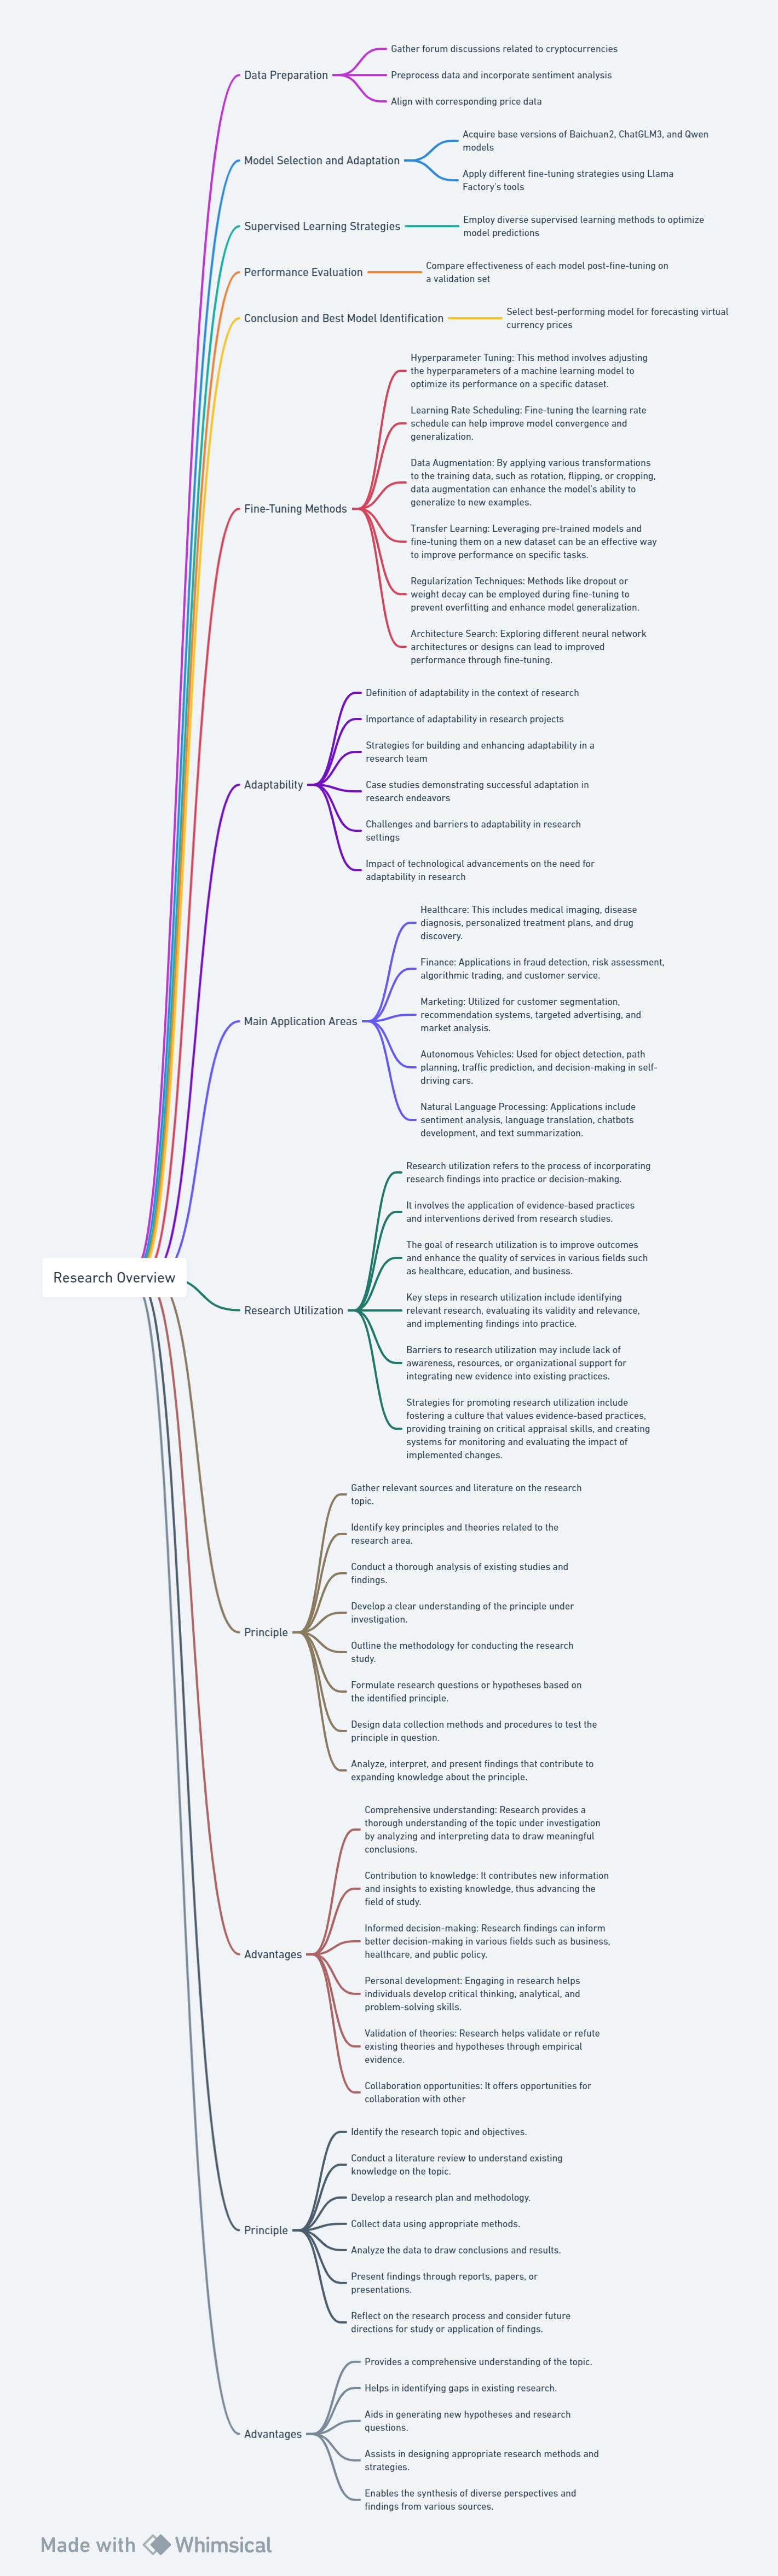 Gather forum discussions related to cryptocurrencies
Data Preparation
Preprocess data and incorporate sentiment analysis
Align with corresponding price data
Acquire base versions of Baichuan2, ChatGLM3, and Qwen
models
Model Selection and Adaptation
Apply different fine-tuning strategies using Llama
Factory's tools
Supervised Learning Strategies
Employ diverse supervised learning methods to optimize
model predictions
Performance Evaluation
Compare effectiveness of each model post-fine-tuning on
a validation set
Conclusion and Best Model Identification
Select best-performing model for forecasting virtual
currency prices
Hyperparameter Tuning: This method involves adjusting
the hyperparameters of a machine learning model to
optimize its performance on a specific dataset.
Learning Rate Scheduling: Fine-tuning the learning rate
schedule can help improve model convergence and
generalization.
Data Augmentation: By applying various transformations
to the training data, such as rotation, flipping, or cropping,
data augmentation can enhance the model's ability to
generalize to new examples.
Fine-Tuning Methods
Transfer Learning: Leveraging pre-trained models and
fine-tuning them on a new dataset can be an effective way
to improve performance on specific tasks.
Regularization Techniques: Methods like dropout or
weight decay can be employed during fine-tuning to
prevent overfitting and enhance model generalization.
Architecture Search: Exploring different neural network
architectures or designs can lead to improved
performance through fine-tuning.
Definition of adaptability in the context of research
Importance of adaptability in research projects
Strategies for building and enhancing adaptability in a
research team
Adaptability
Case studies demonstrating successful adaptation in
research endeavors
Challenges and barriers to adaptability in research
settings
Impact of technological advancements on the need for
adaptability in research
Healthcare: This includes medical imaging, disease
diagnosis, personalized treatment plans, and drug
discovery.
Finance: Applications in fraud detection, risk assessment,
algorithmic trading, and customer service.
Main Application Areas
Marketing: Utilized for customer segmentation,
recommendation systems, targeted advertising, and
market analysis.
Autonomous Vehicles: Used for object detection, path
planning, traffic prediction, and decision-making in self-
driving cars.
Natural Language Processing: Applications include
sentiment analysis, language translation, chatbots
development, and text summarization.
Research utilization refers to the process of incorporating
research findings into practice or decision-making.
It involves the application of evidence-based practices
and interventions derived from research studies.
The goal of research utilization is to improve outcomes
and enhance the quality of services in various fields such
as healthcare, education, and business.
Research Overview
Research Utilization
Key steps in research utilization include identifying
relevant research, evaluating its validity and relevance,
and implementing findings into practice.
Barriers to research utilization may include lack of
awareness, resources, or organizational support for
integrating new evidence into existing practices.
Strategies for promoting research utilization include
fostering a culture that values evidence-based practices,
providing training on critical appraisal skills, and creating
systems for monitoring and evaluating the impact of
implemented changes.
Gather relevant sources and literature on the research
topic.
Identify key principles and theories related to the
research area.
Conduct a thorough analysis of existing studies and
findings.
Develop a clear understanding of the principle under
investigation.
Principle
Outline the methodology for conducting the research
study.
Formulate research questions or hypotheses based on
the identified principle.
Design data collection methods and procedures to test the
principle in question.
Analyze, interpret, and present findings that contribute to
expanding knowledge about the principle.
Comprehensive understanding: Research provides a
thorough understanding of the topic under investigation
by analyzing and interpreting data to draw meaningful
conclusions.
Contribution to knowledge: It contributes new information
and insights to existing knowledge, thus advancing the
field of study.
Informed decision-making: Research findings can inform
better decision-making in various fields such as business,
healthcare, and public policy.
Advantages
Personal development: Engaging in research helps
individuals develop critical thinking, analytical, and
problem-solving skills.
Validation of theories: Research helps validate or refute
existing theories and hypotheses through empirical
evidence.
Collaboration opportunities: It offers opportunities for
collaboration with other
Identify the research topic and objectives.
Conduct a literature review to understand existing
knowledge on the topic.
Develop a research plan and methodology.
Principle
Collect data using appropriate methods.
Analyze the data to draw conclusions and results.
Present findings through reports, papers, or
presentations.
Reflect on the research process and consider future
directions for study or application of findings.
Provides a comprehensive understanding of the topic.
Helps in identifying gaps in existing research.
Aids in generating new hypotheses and research
questions.
Advantages
Assists in designing appropriate research methods and
strategies.
Enables the synthesis of diverse perspectives and
findings from various sources.
Made with Whimsical